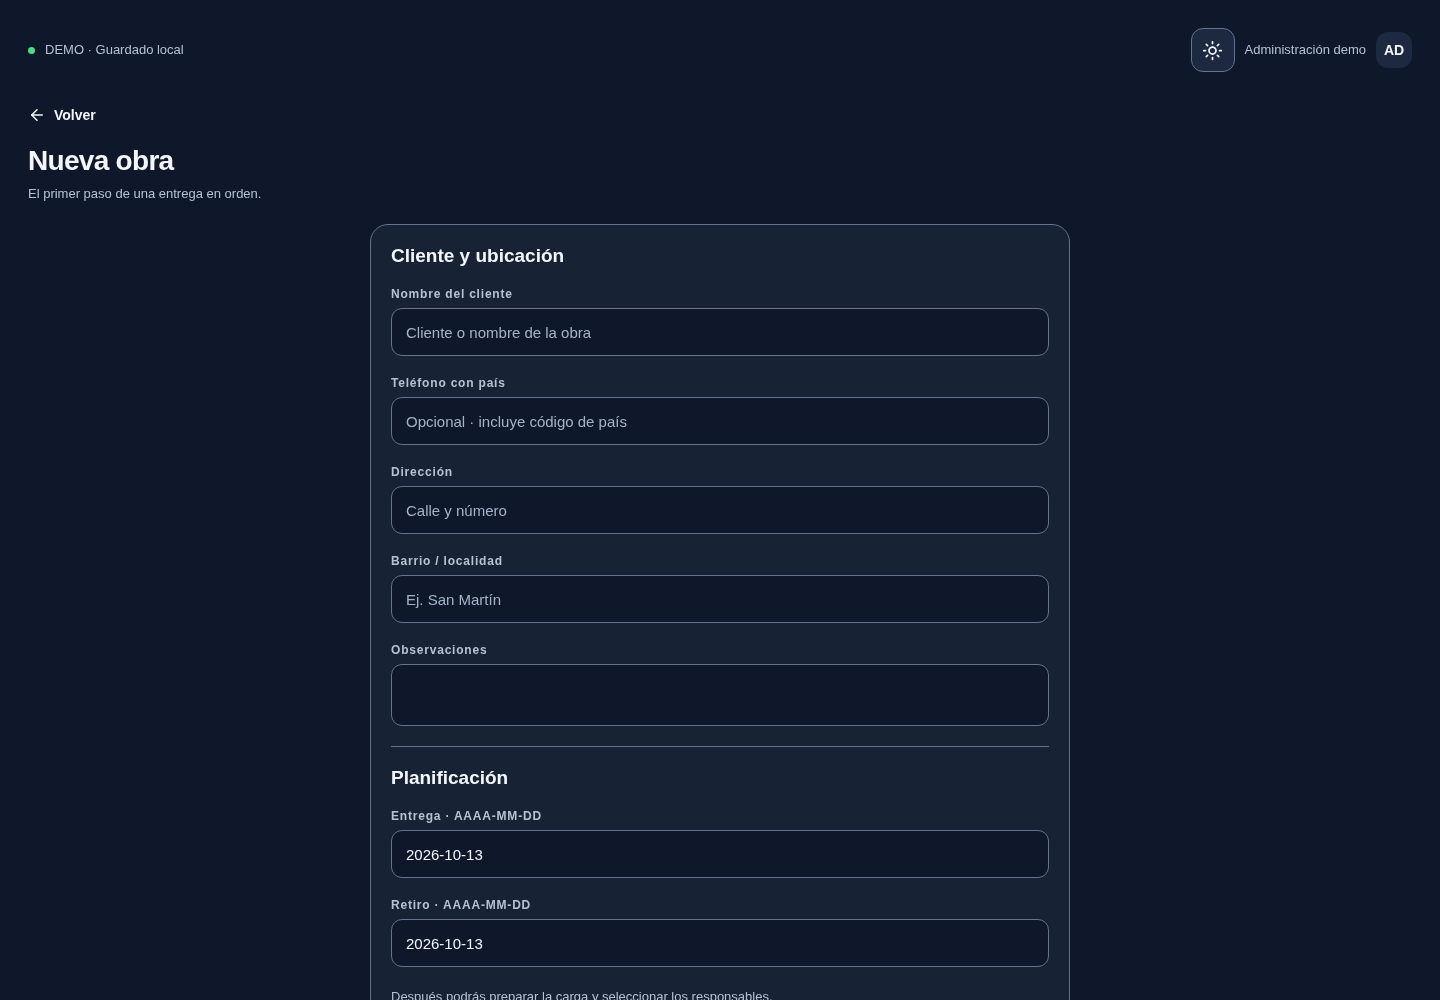 DEMO · Guardado local
Administración demo
AD
Volver
Nueva obra
El primer paso de una entrega en orden.
Cliente y ubicación
Nombre del cliente
Cliente o nombre de la obra
Teléfono con país
Opcional · incluye código de país
Dirección
Calle y número
Barrio / localidad
Ej. San Martín
Observaciones
Planificación
Entrega · AAAA-MM-DD
2026-10-13
Retiro · AAAA-MM-DD
2026-10-13
Después podrás preparar la carga y seleccionar los responsables.